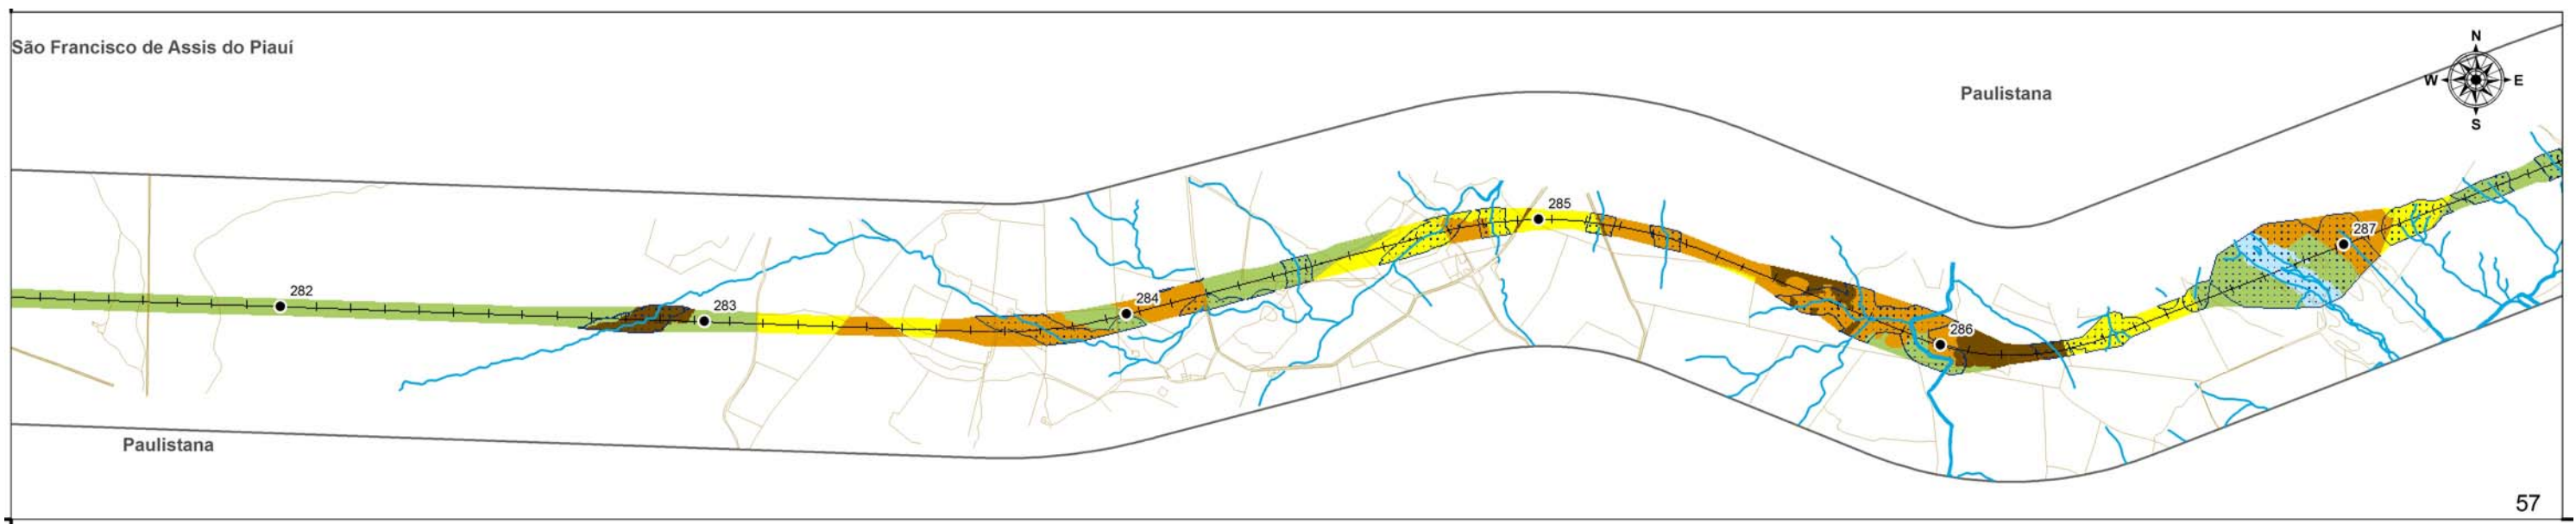 São Francisco de Assis do Piauí
N
W
E
S
Paulistana
285
287
282
284
283
286
Paulistana
57